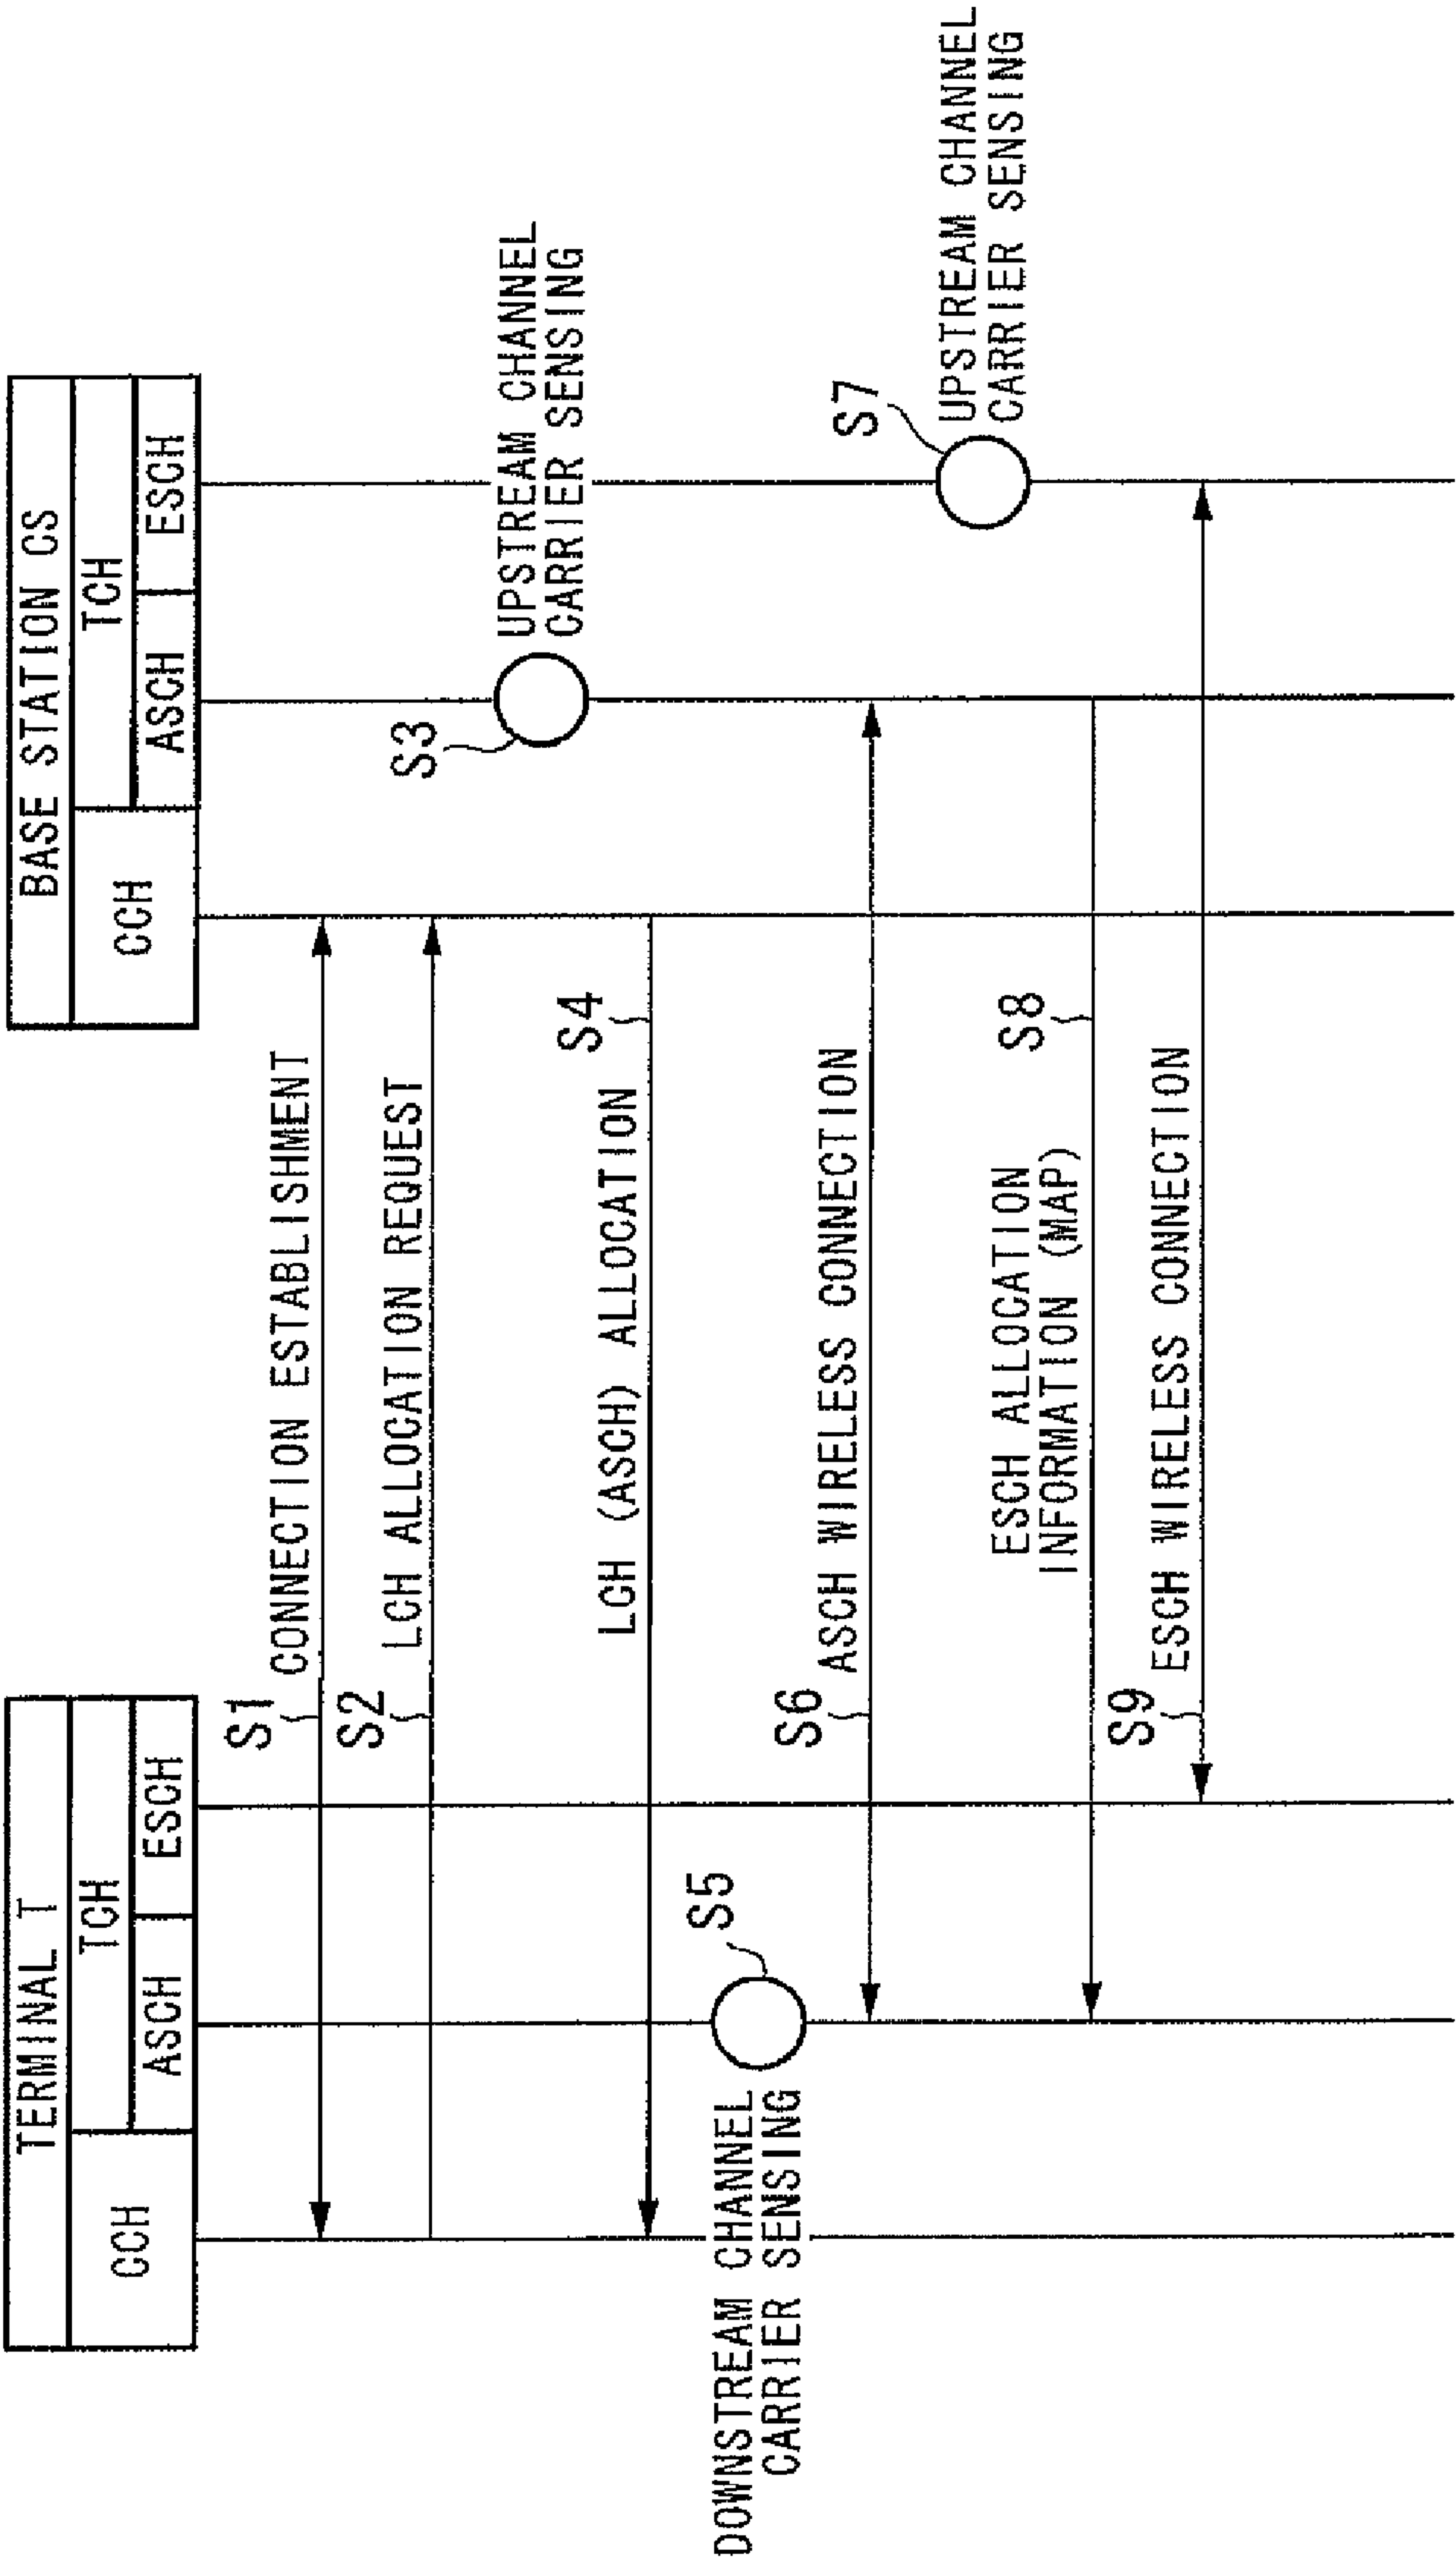 TERMINAL T
CCH
TCH
ASCH
ESCH
BASE STATION CS
CCH
TCH
ASCH
ESCH
S1
CONNECTION ESTABLISHMENT
S2
LCH ALLOCATION REQUEST
S3
UPSTREAM CHANNEL
CARRIER SENSING
LCH (ASCH) ALLOCATION
S4
S5
DOWNSTREAM CHANNEL
CARRIER SENSING
S6
ASCH WIRELESS CONNECTION
S7
UPSTREAM CHANNEL
CARRIER SENSING
ESCH ALLOCATION
INFORMATION (MAP)
S8
S9
ESCH WIRELESS CONNECTION